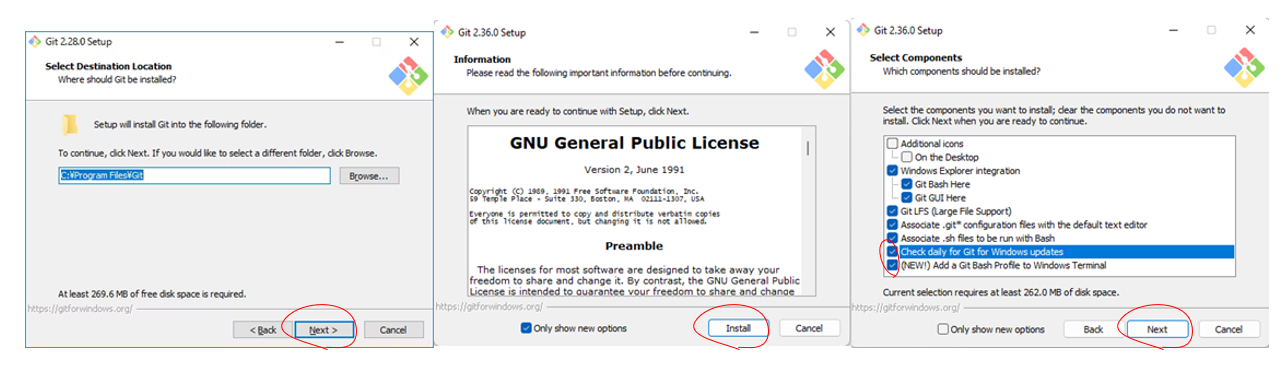 Git 2.28.0 Setup
Select Destination Location
Where should Git be installed?
Setup will install Git into the following folder.
To continue, click Next. If you would like to select a different folder, click Browse.
C:¥Program Files¥Git
Browse...
At least 269.6 MB of free disk space is required.
https://gitforwindows.org/
< Back
Next >
Cancel
Git 2.36.0 Setup
Information
Please read the following important information before continuing.
When you are ready to continue with Setup, click Next.
GNU General Public License
Version 2, June 1991
Copyright (C) 1989, 1991 Free Software Foundation, Inc.
59 Temple Place - Suite 330, Boston, MA  02111-1307, USA
Everyone is permitted to copy and distribute verbatim copies
of this license document, but changing it is not allowed.
Preamble
The licenses for most software are designed to take away your
freedom to share and change it. By contrast, the GNU General Public
License is intended to guarantee your freedom to share and change
https://gitforwindows.org/
Only show new options
Install
Cancel
Git 2.36.0 Setup
Select Components
Which components should be installed?
Select the components you want to install; clear the components you do not want to
install. Click Next when you are ready to continue.
Additional icons
On the Desktop
Windows Explorer integration
Git Bash Here
Git GUI Here
Git LFS (Large File Support)
Associate .git* configuration files with the default text editor
Associate .sh files to be run with Bash
Check daily for Git for Windows updates
(NEW!) Add a Git Bash Profile to Windows Terminal
Current selection requires at least 262.0 MB of disk space.
https://gitforwindows.org/
Only show new options
Back
Next
Cancel